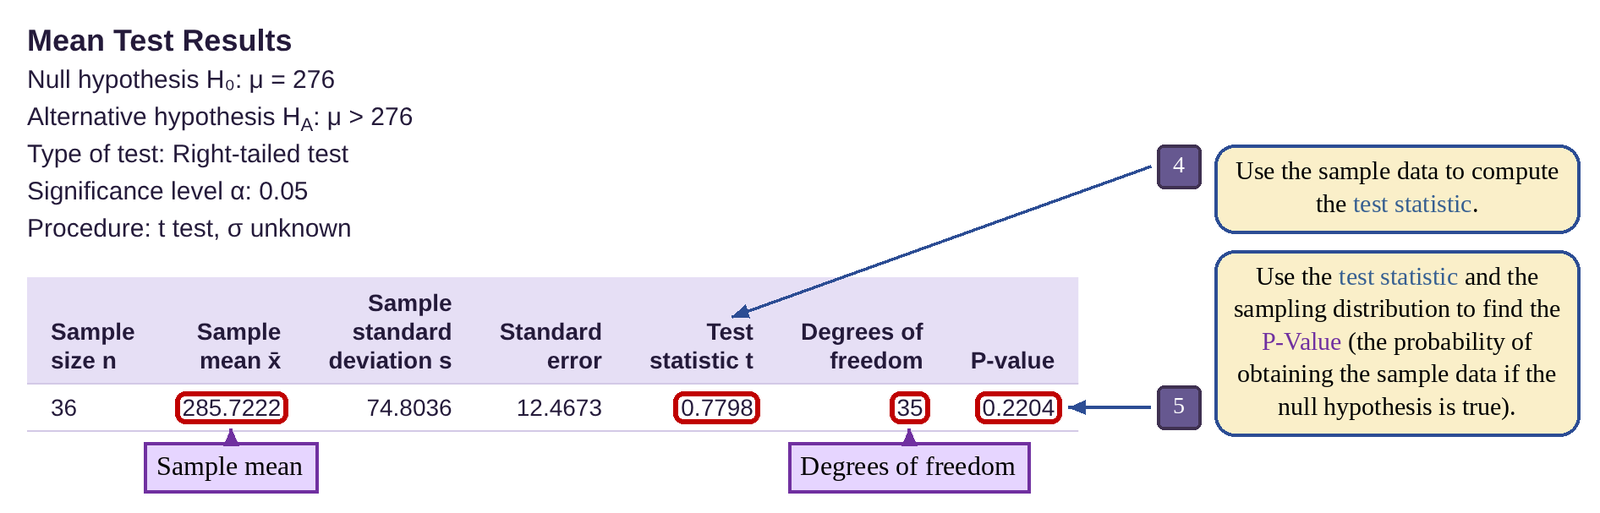 Mean Test Results
Null hypothesis H₀: μ = 276
Alternative hypothesis H_A: μ > 276
Type of test: Right-tailed test
Significance level α: 0.05
Procedure: t test, σ unknown
4
Use the sample data to compute
the test statistic.
Sample
size n
Sample
mean x̄
Sample
standard
deviation s
Standard
error
Test
statistic t
Degrees of
freedom
P-value
36 285.7222 74.8036 12.4673 0.7798 35 0.2204
5
Use the test statistic and the
sampling distribution to find the
P-Value (the probability of
obtaining the sample data if the
null hypothesis is true).
Sample mean
Degrees of freedom